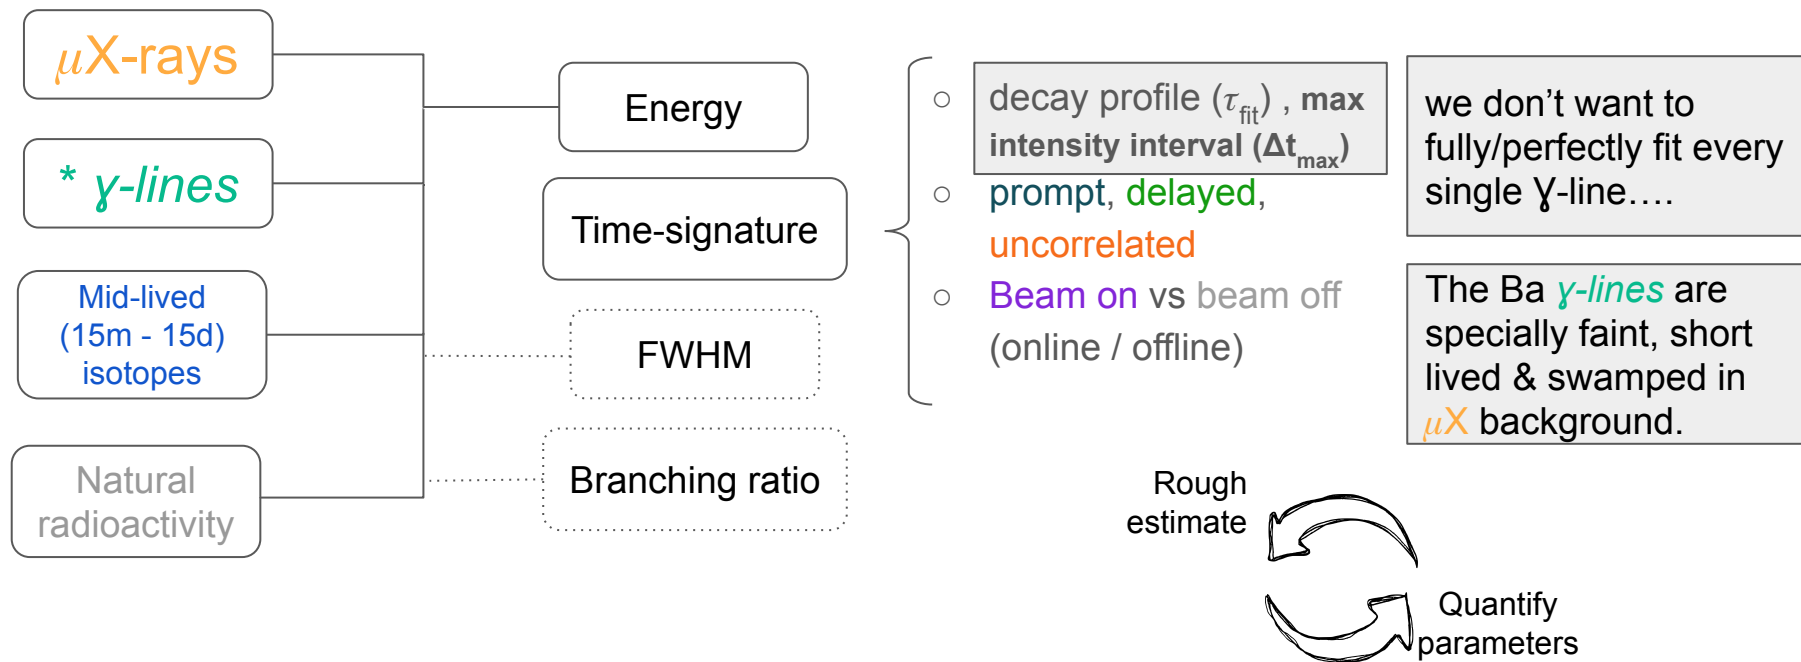 μX-rays
* γ-lines
Mid-lived
(15m - 15d)
isotopes
Natural
radioactivity
Energy
Time-signature
FWHM
Branching ratio
○ decay profile (τfit) , max
intensity interval (Δtmax)
○ prompt, delayed,
uncorrelated
○ Beam on vs beam off
(online / offline)
we don’t want to
fully/perfectly fit every
single Ɣ-line….
The Ba γ-lines are
specially faint, short
lived & swamped in
μX background.
Rough
estimate
Quantify
parameters